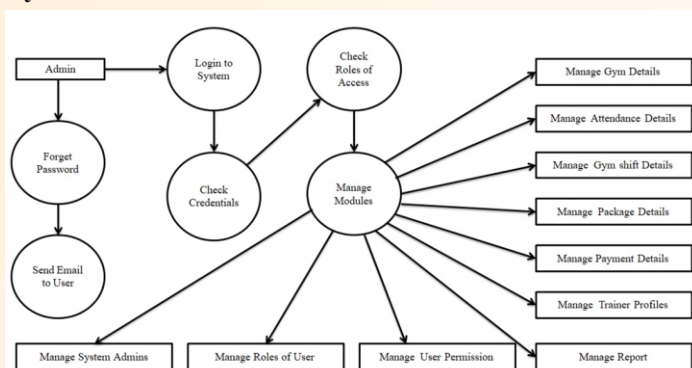 Admin
Login to
System
Check
Roles of
Access
Manage Gym Details
Manage  Attendance Details
Manage  Gym shift Details
Manage  Package Details
Manage Payment Details
Manage  Trainer Profiles
Forget
Password
Check
Credentials
Manage
Modules
Send Email
to User
Manage System Admins
Manage Roles of User
Manage  User Permission
Manage Report